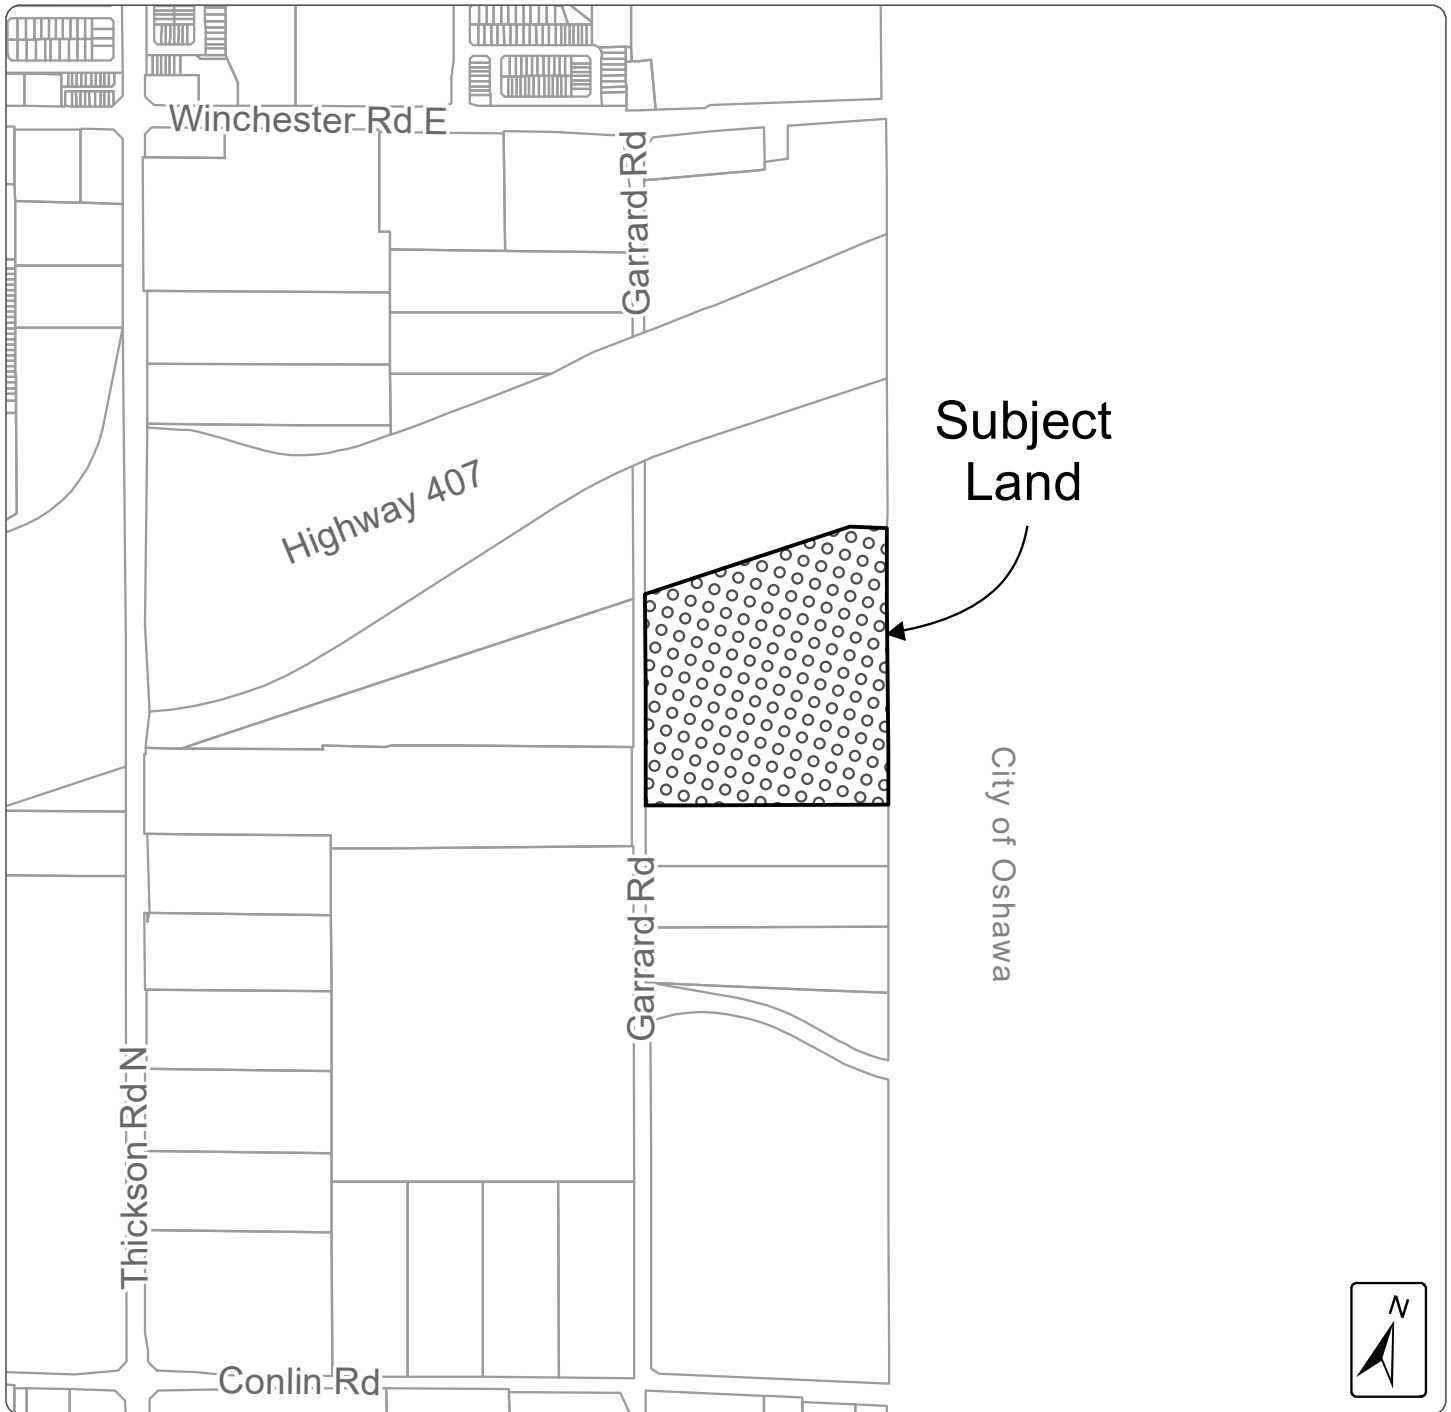 Winchester Rd E
Garrard Rd
Subject
Land
Highway 407
City of Oshawa
Garrard Rd
Thickson Rd N
N
Conlin Rd